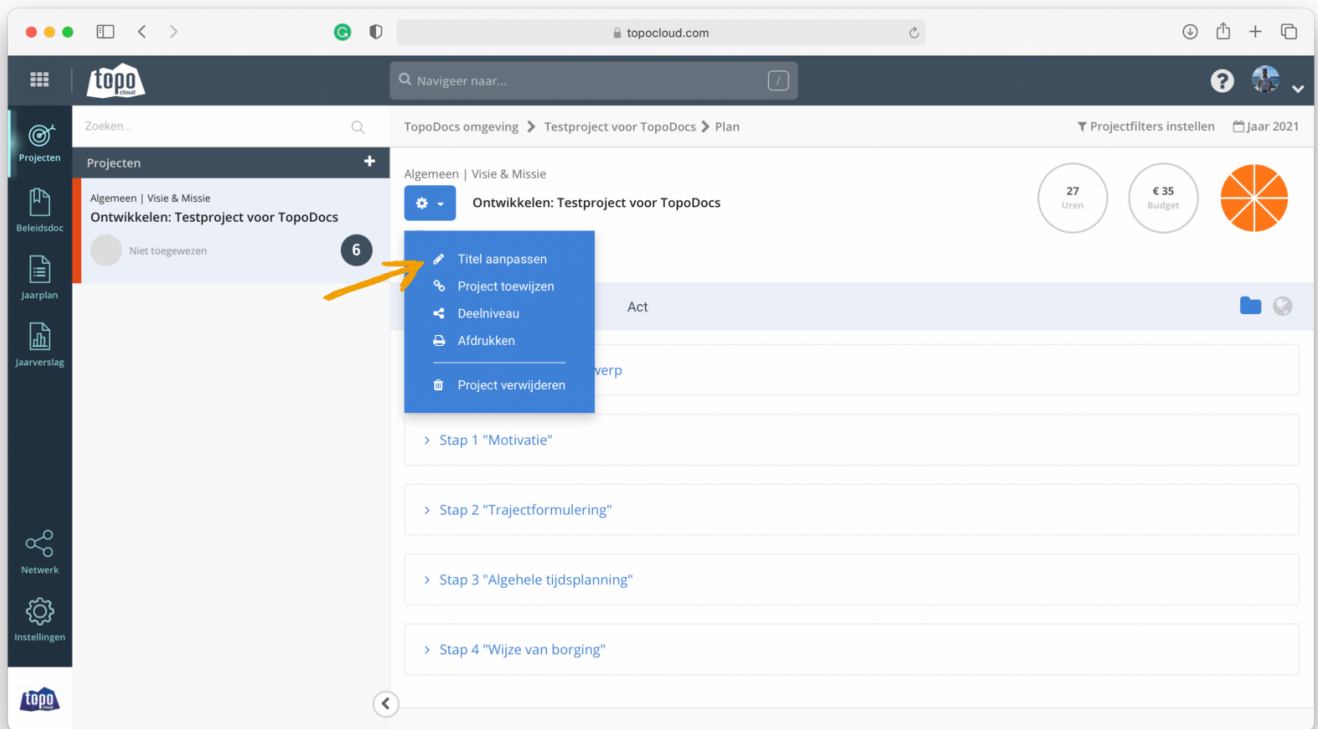 topocloud.com
topo
cloud
Navigeer naar...
/
?
Projecten
Beleidsdoc
Jaarplan
Jaarverslag
Netwerk
Instellingen
topo
cloud
Zoeken...
Projecten
+
Algemeen | Visie & Missie
Ontwikkelen: Testproject voor TopoDocs
Niet toegewezen
6
TopoDocs omgeving > Testproject voor TopoDocs > Plan
Projectfilters instellen
Jaar 2021
Algemeen | Visie & Missie
Ontwikkelen: Testproject voor TopoDocs
27
Uren
€ 35
Budget
Titel aanpassen
Project toewijzen
Deelniveau
Afdrukken
Project verwijderen
Act
werp
Stap 1 "Motivatie"
Stap 2 "Trajectformulering"
Stap 3 "Algehele tijdsplanning"
Stap 4 "Wijze van borging"